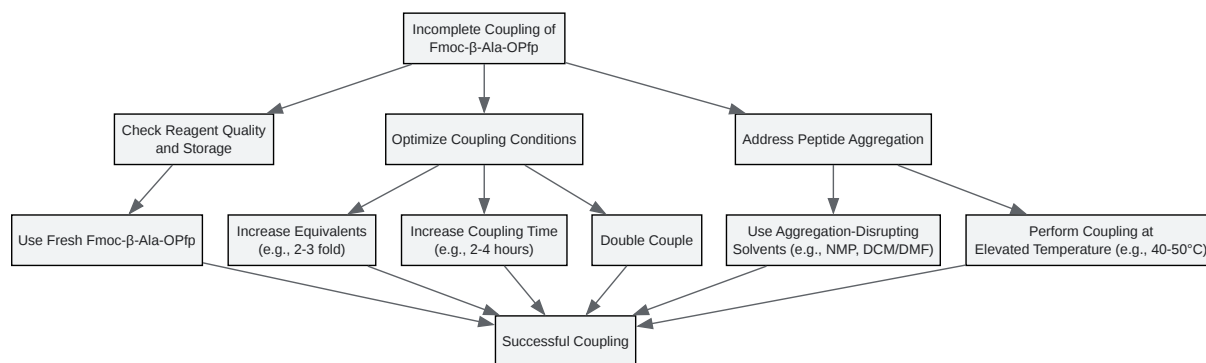 Incomplete Coupling of
Fmoc-β-Ala-OPfp
Check Reagent Quality
and Storage
Optimize Coupling Conditions
Address Peptide Aggregation
Use Fresh Fmoc-β-Ala-OPfp
Increase Equivalents
(e.g., 2-3 fold)
Increase Coupling Time
(e.g., 2-4 hours)
Double Couple
Use Aggregation-Disrupting
Solvents (e.g., NMP, DCM/DMF)
Perform Coupling at
Elevated Temperature (e.g., 40-50°C)
Successful Coupling